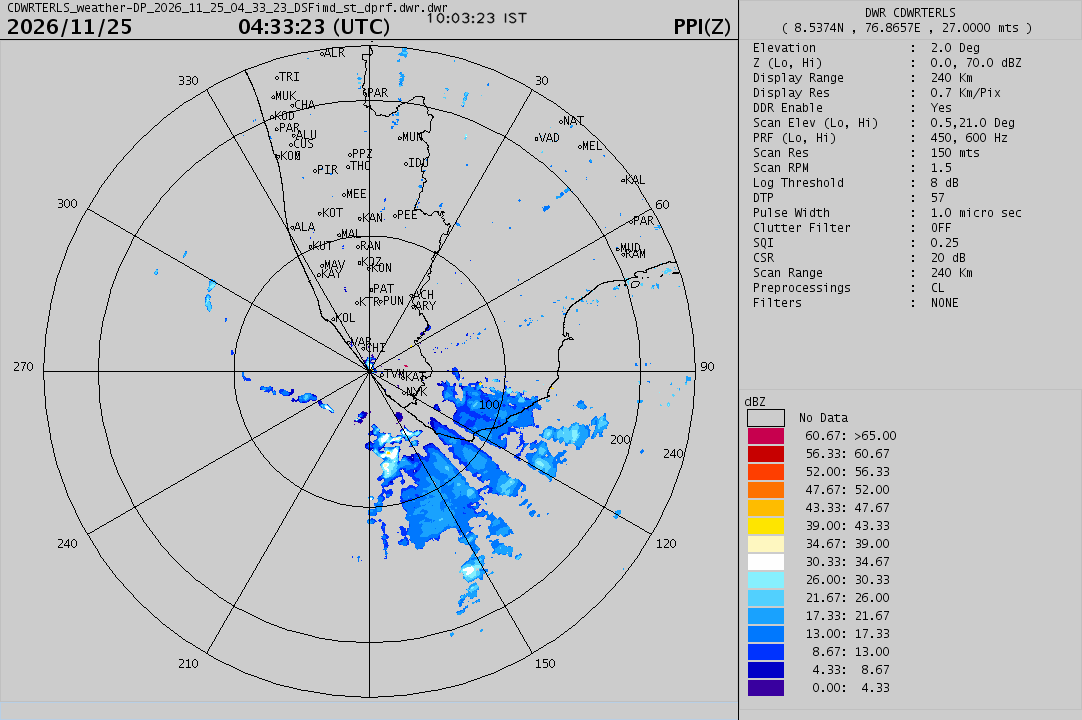 CDWRTERLS_weather-DP_2026_11_25_04_33_23_DSFimd_st_dprf.dwr.dwr
10:03:23 IST
2026/11/25 04:33:23 (UTC) PPI(Z)
DWR CDWRTERLS
( 8.5374N , 76.8657E , 27.0000 mts )
Elevation : 2.0 Deg
Z (Lo, Hi) : 0.0, 70.0 dBZ
Display Range : 240 Km
Display Res : 0.7 Km/Pix
DDR Enable : Yes
Scan Elev (Lo, Hi) : 0.5,21.0 Deg
PRF (Lo, Hi) : 450, 600 Hz
Scan Res : 150 mts
Scan RPM : 1.5
Log Threshold : 8 dB
DTP : 57
Pulse Width : 1.0 micro sec
Clutter Filter : OFF
SQI : 0.25
CSR : 20 dB
Scan Range : 240 Km
Preprocessings : CL
Filters : NONE
ALR
330 TRI 30
MUK PAR
CHA
KOD NAT
PAR
ALU MUN VAD
CUS MEL
PPZ
IDU
THO
PIR
KAL
MEE
300 60
KOT PEE
KAN PAR
ALA
MAL
KUT RAN MUD
RAM
KOZ
MAV KON
KAY
PAT
ACH
KTR PUN
ARY
KOL
VAR
CHI
270 TVM 90
KAT
NYK
100
200
240
240 120
210 150
dBZ
No Data
60.67: >65.00
56.33: 60.67
52.00: 56.33
47.67: 52.00
43.33: 47.67
39.00: 43.33
34.67: 39.00
30.33: 34.67
26.00: 30.33
21.67: 26.00
17.33: 21.67
13.00: 17.33
8.67: 13.00
4.33: 8.67
0.00: 4.33